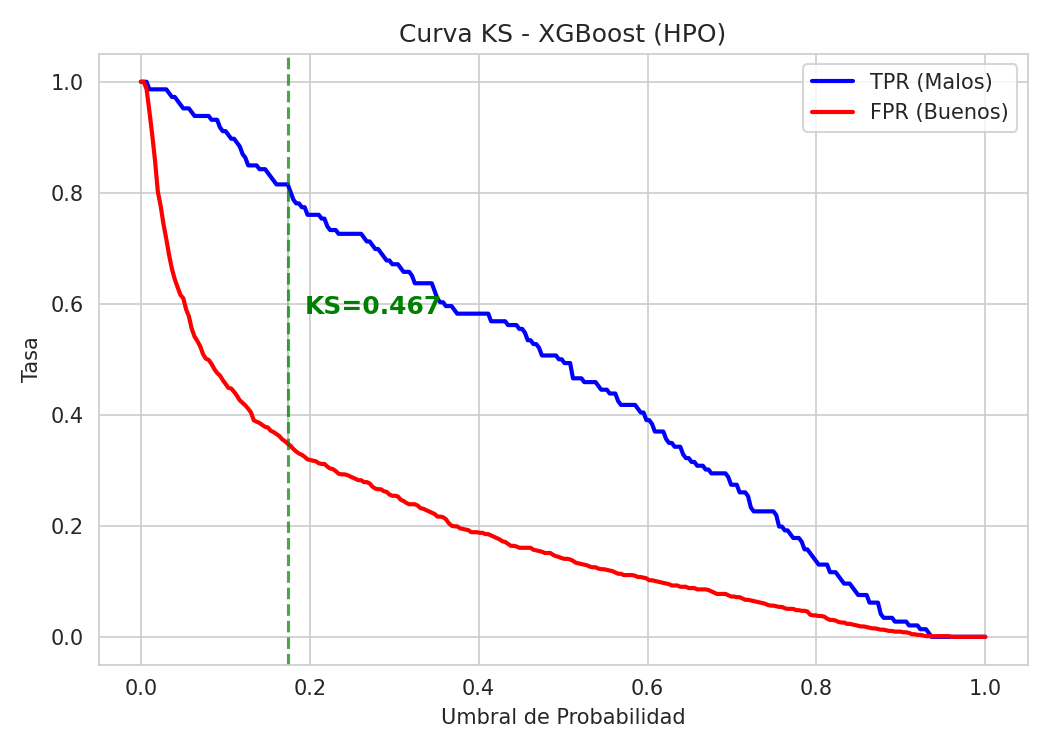 Curva KS - XGBoost (HPO)
TPR (Malos)
FPR (Buenos)
KS=0.467
Tasa
1.0
0.8
0.6
0.4
0.2
0.0
0.0 0.2 0.4 0.6 0.8 1.0
Umbral de Probabilidad